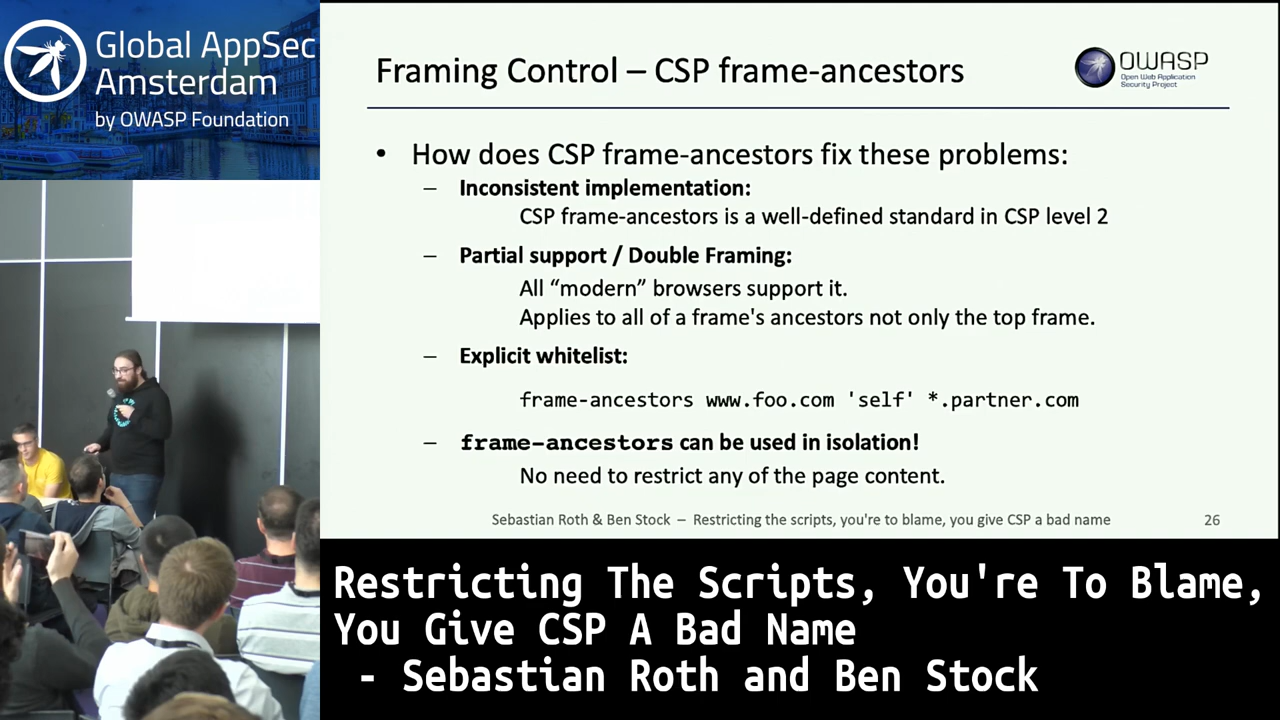 Global AppSec
Amsterdam
by OWASP Foundation
Framing Control – CSP frame-ancestors
OWASP
Open Web Application
Security Project
• How does CSP frame-ancestors fix these problems:
– Inconsistent implementation:
CSP frame-ancestors is a well-defined standard in CSP level 2
– Partial support / Double Framing:
All “modern” browsers support it.
Applies to all of a frame's ancestors not only the top frame.
– Explicit whitelist:
frame-ancestors www.foo.com 'self' *.partner.com
– frame-ancestors can be used in isolation!
No need to restrict any of the page content.
Sebastian Roth & Ben Stock – Restricting the scripts, you're to blame, you give CSP a bad name
26
Restricting The Scripts, You're To Blame,
You Give CSP A Bad Name
- Sebastian Roth and Ben Stock